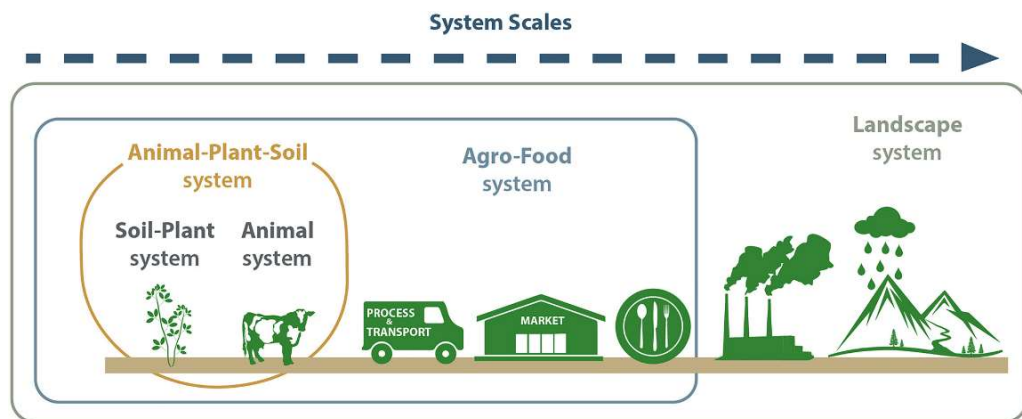 System Scales
Landscape
system
Animal-Plant-Soil
system
Agro-Food
system
Soil-Plant
system
Animal
system
PROCESS
&
TRANSPORT
MARKET